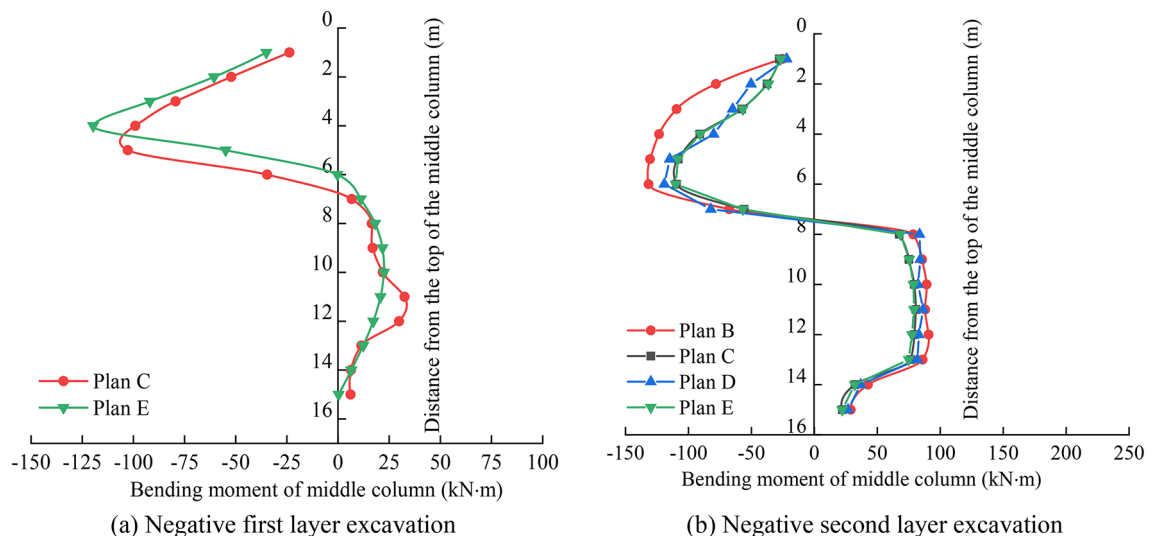 0
2
4
6
8
10
12
14
16
Distance from the top of the middle column (m)
Plan C
Plan E
-150 -125 -100 -75 -50 -25 0 25 50 75 100
Bending moment of middle column (kN·m)
(a) Negative first layer excavation
0
2
4
6
8
10
12
14
16
Distance from the top of the middle column (m)
Plan B
Plan C
Plan D
Plan E
-150 -100 -50 0 50 100 150 200 250
Bending moment of middle column (kN·m)
(b) Negative second layer excavation